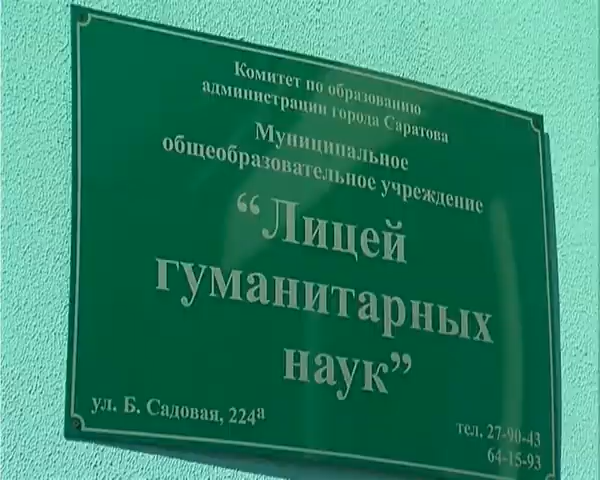 Комитет по образованию
администрации города Саратова
Муниципальное
общеобразовательное учреждение
“Лицей
гуманитарных
наук”
ул. Б. Садовая, 224а
тел. 27-90-43
64-15-93